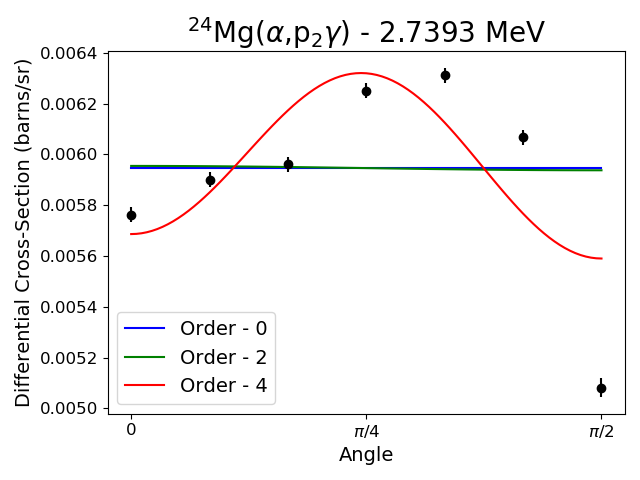 ²⁴Mg(α,p₂γ) - 2.7393 MeV
Differential Cross-Section (barns/sr)
0.0064
0.0062
0.0060
0.0058
0.0056
0.0054
0.0052
0.0050
Order - 0
Order - 2
Order - 4
0 π/4 π/2
Angle